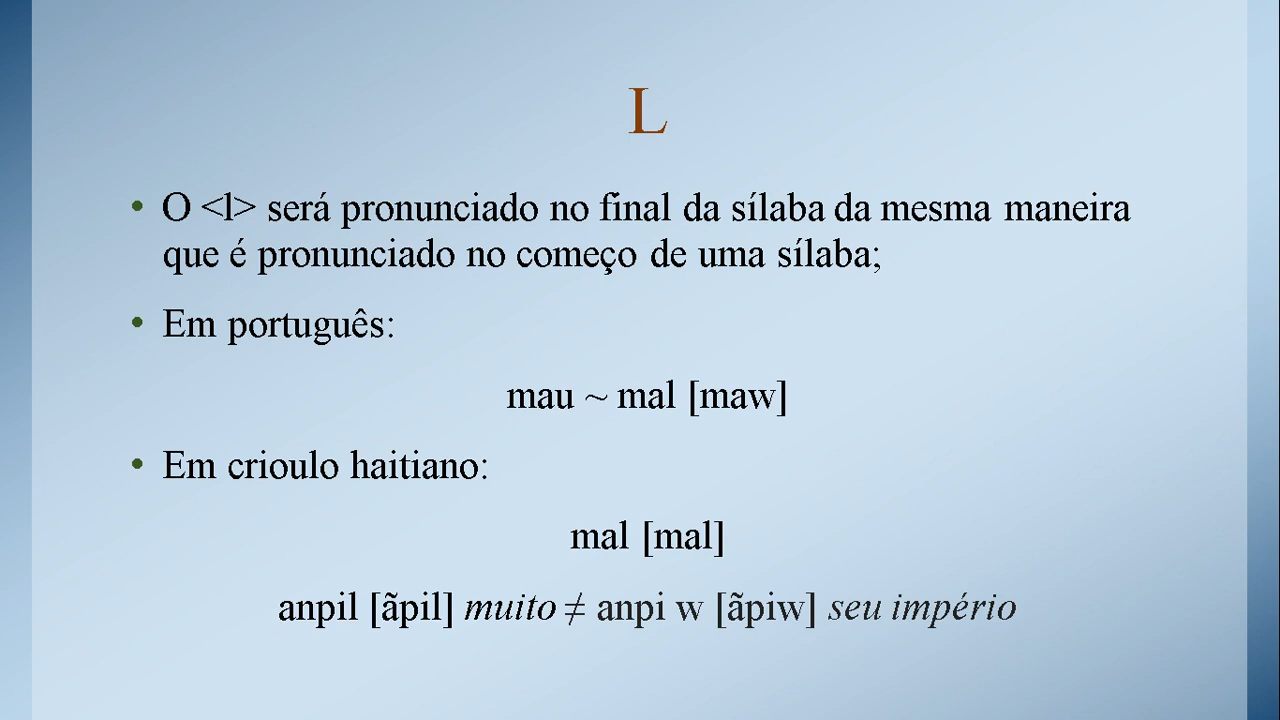 L
• O <l> será pronunciado no final da sílaba da mesma maneira
que é pronunciado no começo de uma sílaba;
• Em português:
mau ~ mal [maw]
• Em crioulo haitiano:
mal [mal]
anpil [ãpil] muito ≠ anpi w [ãpiw] seu império